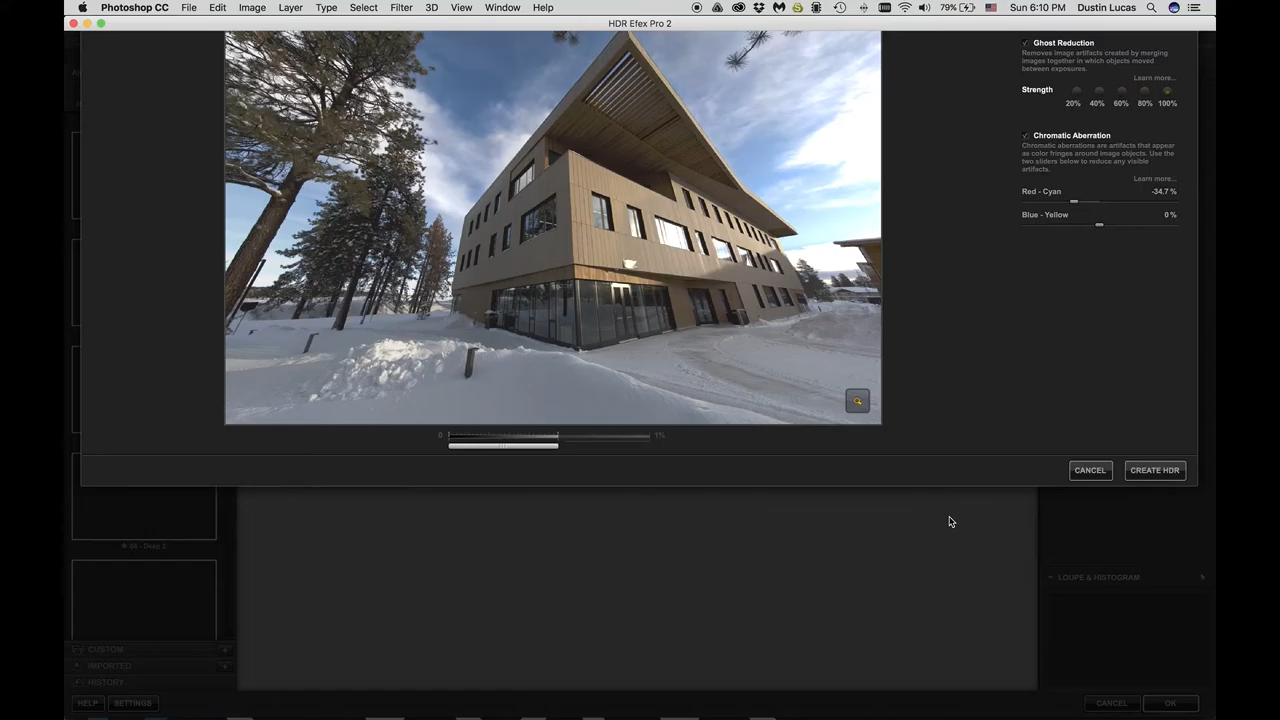 Photoshop CC File Edit Image Layer Type Select Filter 3D View Window Help 79% Sun 6:10 PM Dustin Lucas
HDR Efex Pro 2
Ghost Reduction
Removes image artifacts created by merging
images together in which objects moved
between exposures.
Learn more...
Strength
20% 40% 60% 80% 100%
Chromatic Aberration
Chromatic aberrations are artifacts that appear
as color fringes around image objects. Use the
two sliders below to reduce any visible
artifacts.
Learn more...
Red - Cyan -34.7 %
Blue - Yellow 0 %
0 1%
CANCEL CREATE HDR
LOUPE & HISTOGRAM
CUSTOM
IMPORTED
HISTORY
HELP SETTINGS CANCEL OK